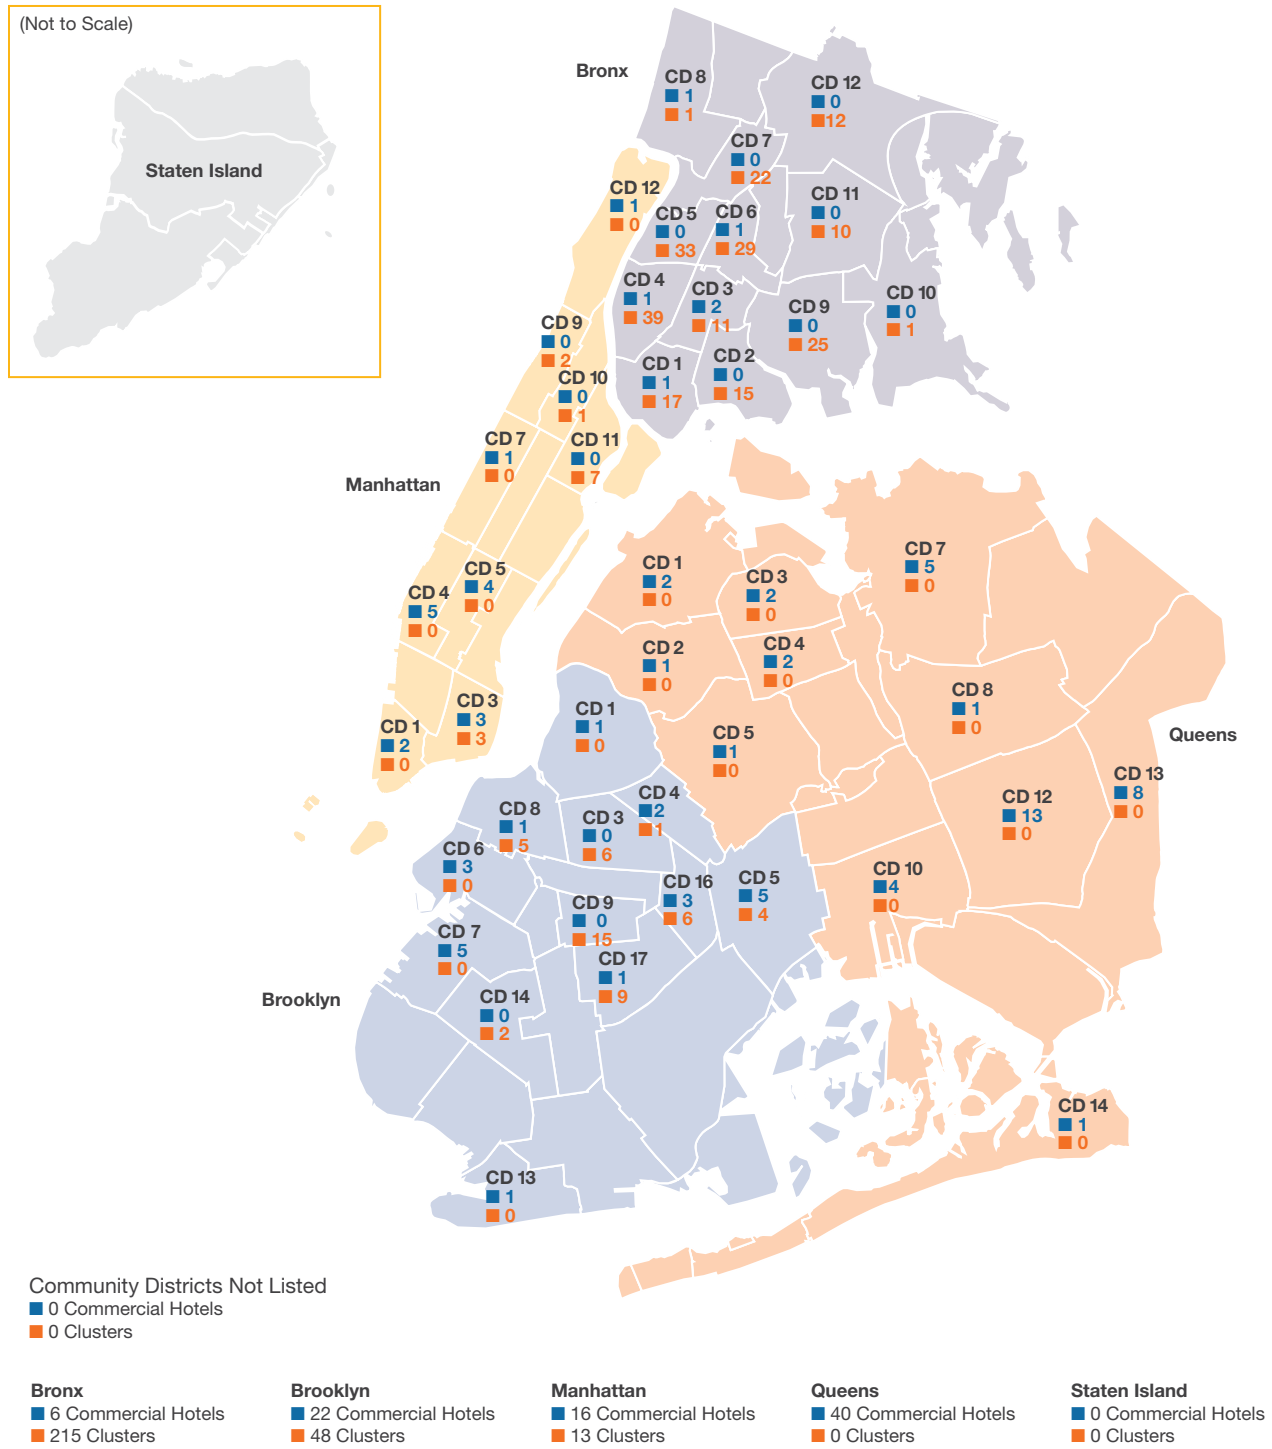 (Not to Scale)
Staten Island
Bronx
CD 8
1
1
CD 12
0
12
CD 7
0
22
CD 11
0
10
CD 5
0
33
CD 6
1
29
CD 4
1
39
CD 3
2
11
CD 9
0
25
CD 10
0
1
CD 1
1
17
CD 2
0
15
Manhattan
CD 12
1
0
CD 9
0
2
CD 10
0
1
CD 7
1
0
CD 11
0
7
CD 5
4
0
CD 4
5
0
CD 3
3
3
CD 1
2
0
Queens
CD 7
5
0
CD 1
2
0
CD 3
2
0
CD 2
1
0
CD 4
2
0
CD 8
1
0
CD 5
1
0
CD 13
8
0
CD 12
13
0
CD 10
4
0
CD 14
1
0
Brooklyn
CD 1
1
0
CD 4
2
1
CD 8
1
5
CD 3
0
6
CD 6
3
0
CD 16
3
6
CD 5
5
4
CD 9
0
15
CD 7
5
0
CD 17
1
9
CD 14
0
2
CD 13
1
0
Community Districts Not Listed
0 Commercial Hotels
0 Clusters
Bronx
6 Commercial Hotels
215 Clusters
Brooklyn
22 Commercial Hotels
48 Clusters
Manhattan
16 Commercial Hotels
13 Clusters
Queens
40 Commercial Hotels
0 Clusters
Staten Island
0 Commercial Hotels
0 Clusters